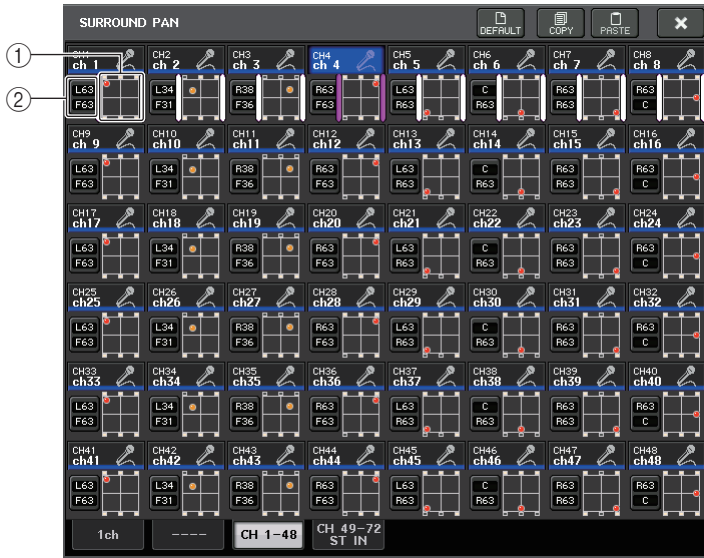 SURROUND PAN DEFAULT COPY PASTE
① ②
CH1 CH2 CH3 CH4 CH5 CH6 CH7 CH8
ch 1 ch 2 ch 3 ch 4 ch 5 ch 6 ch 7 ch 8
L63 L34 R38 R63 L63 C R63 R63
F63 F31 F36 F63 R63 R63 R63 C
CH9 CH10 CH11 CH12 CH13 CH14 CH15 CH16
ch 9 ch10 ch11 ch12 ch13 ch14 ch15 ch16
L63 L34 R38 R63 L63 C R63 R63
F63 F31 F36 F63 R63 R63 R63 C
CH17 CH18 CH19 CH20 CH21 CH22 CH23 CH24
ch17 ch18 ch19 ch20 ch21 ch22 ch23 ch24
L63 L34 R38 R63 L63 C R63 R63
F63 F31 F36 F63 R63 R63 R63 C
CH25 CH26 CH27 CH28 CH29 CH30 CH31 CH32
ch25 ch26 ch27 ch28 ch29 ch30 ch31 ch32
L63 L34 R38 R63 L63 C R63 R63
F63 F31 F36 F63 R63 R63 R63 C
CH33 CH34 CH35 CH36 CH37 CH38 CH39 CH40
ch33 ch34 ch35 ch36 ch37 ch38 ch39 ch40
L63 L34 R38 R63 L63 C R63 R63
F63 F31 F36 F63 R63 R63 R63 C
CH41 CH42 CH43 CH44 CH45 CH46 CH47 CH48
ch41 ch42 ch43 ch44 ch45 ch46 ch47 ch48
L63 L34 R38 R63 L63 C R63 R63
F63 F31 F36 F63 R63 R63 R63 C
1ch ---- CH 1-48 CH 49-72
ST IN